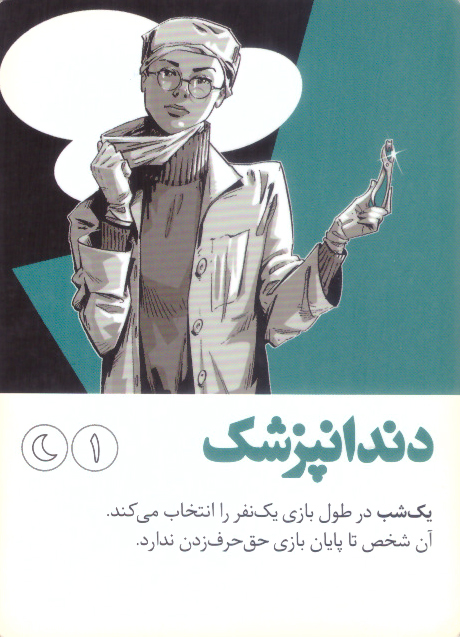 دندانپزشک
۱
یک‌شب در طول بازی یک‌نفر را انتخاب می‌کند.
آن شخص تا پایان بازی حق‌حرف‌زدن ندارد.